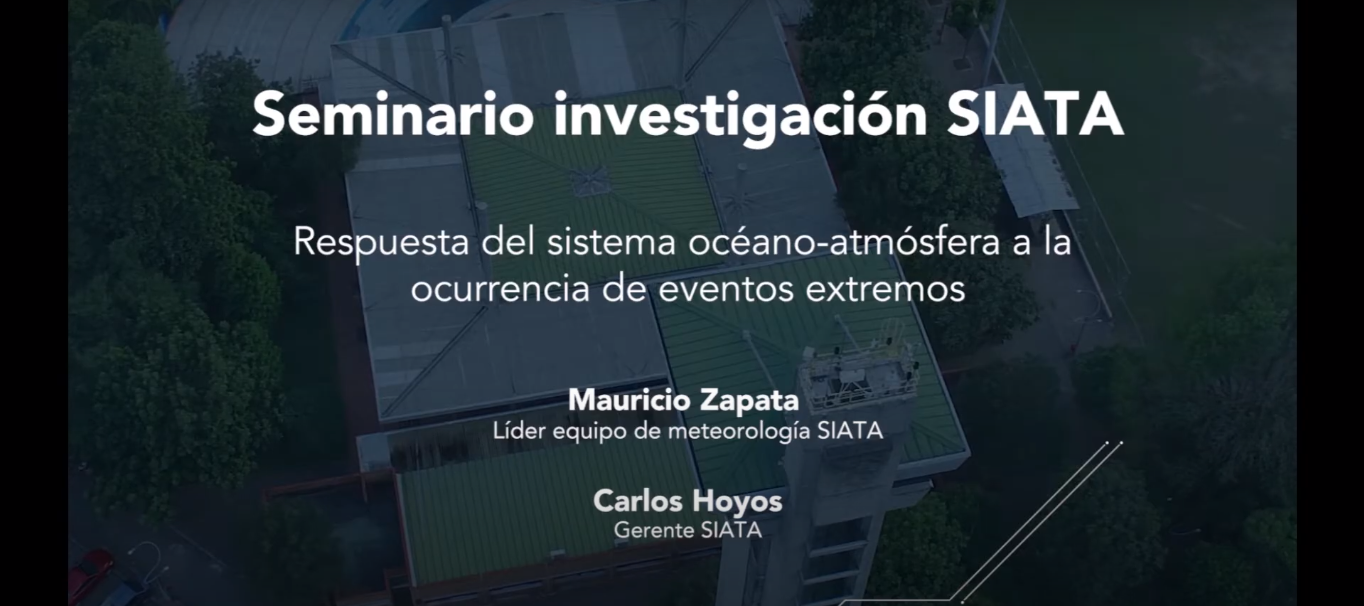 Seminario investigación SIATA
Respuesta del sistema océano-atmósfera a la
ocurrencia de eventos extremos
Mauricio Zapata
Líder equipo de meteorología SIATA
Carlos Hoyos
Gerente SIATA